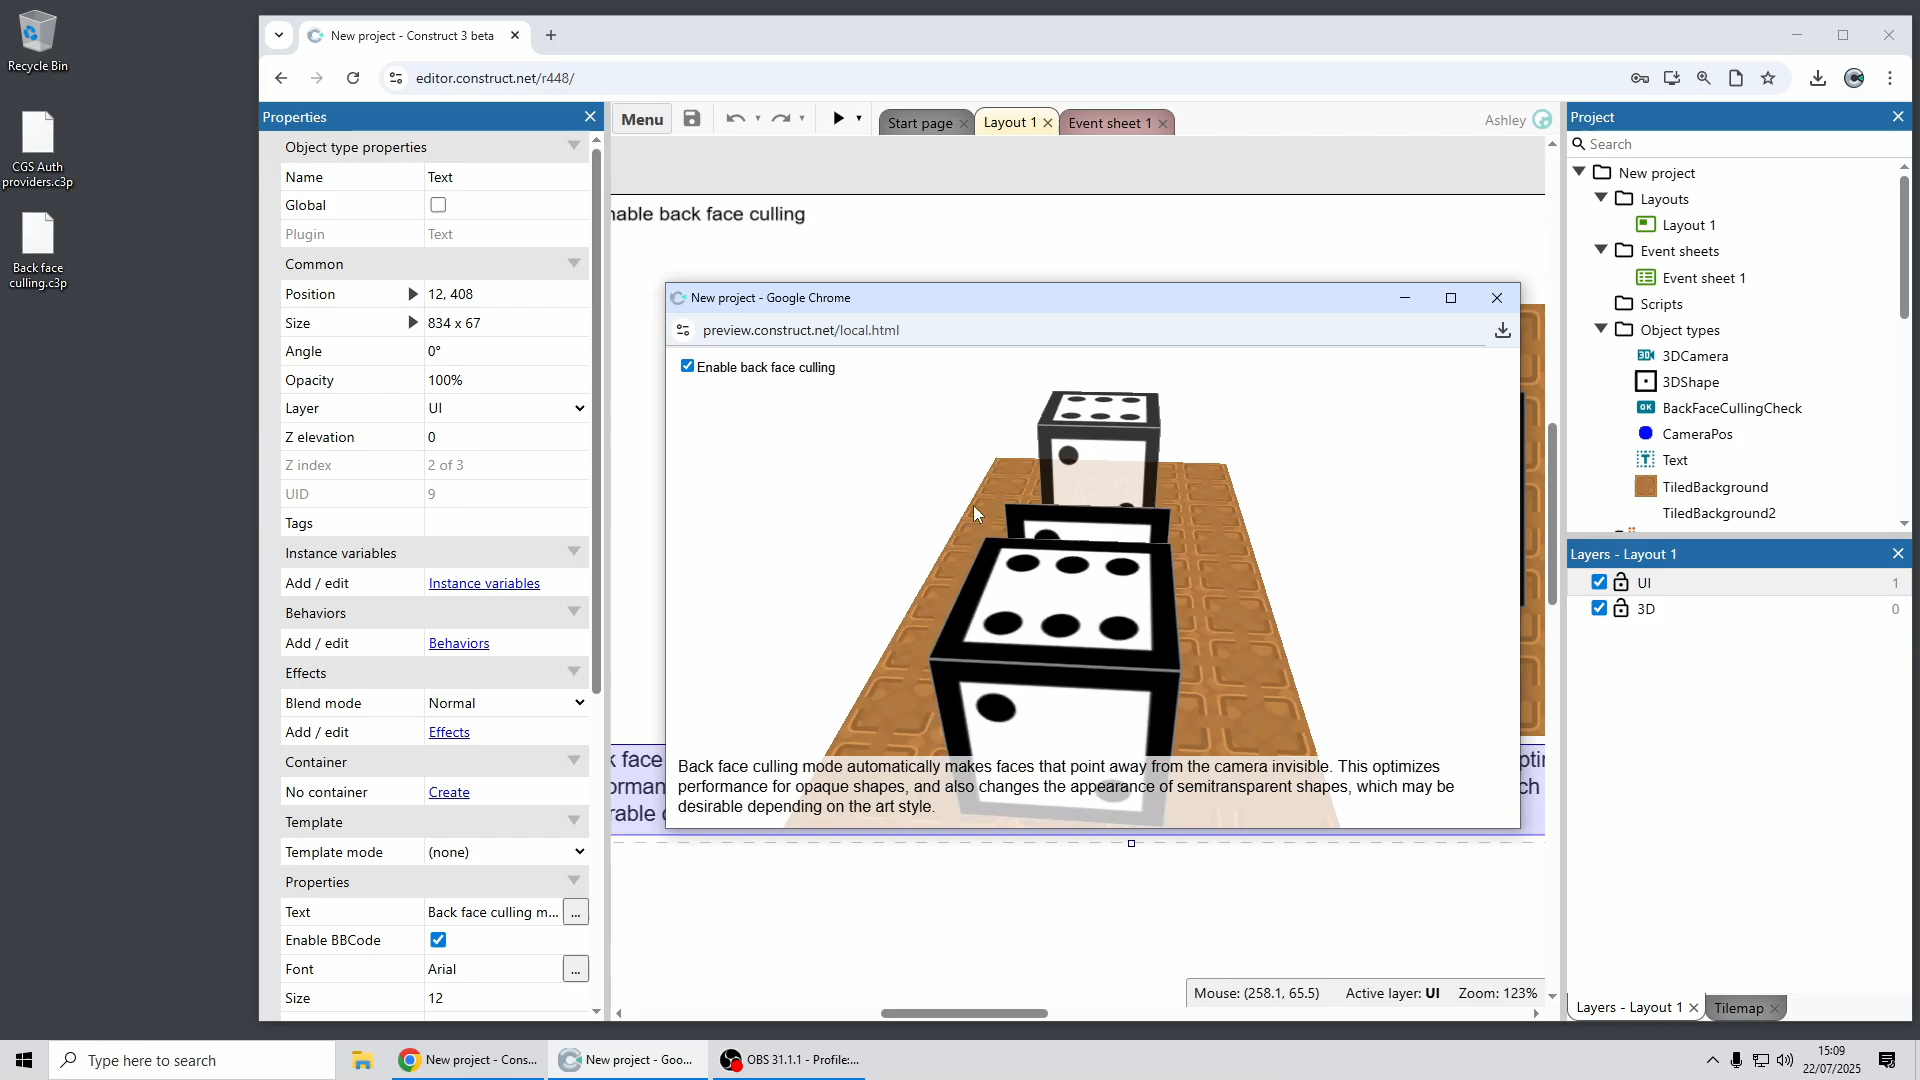 Recycle Bin
CGS Auth
providers.c3p
Back face
culling.c3p
New project - Construct 3 beta
editor.construct.net/r448/
Properties
Object type properties
Name Text
Global
Plugin Text
Common
Position 12, 408
Size 834 x 67
Angle 0°
Opacity 100%
Layer UI
Z elevation 0
Z index 2 of 3
UID 9
Tags
Instance variables
Add / edit Instance variables
Behaviors
Add / edit Behaviors
Effects
Blend mode Normal
Add / edit Effects
Container
No container Create
Template
Template mode (none)
Properties
Text Back face culling m... ...
Enable BBCode
Font Arial ...
Size 12
Menu
Start page
Layout 1
Event sheet 1
Ashley
nable back face culling
k face
orman
rable
New project - Google Chrome
preview.construct.net/local.html
Enable back face culling
Back face culling mode automatically makes faces that point away from the camera invisible. This optimizes
performance for opaque shapes, and also changes the appearance of semitransparent shapes, which may be
desirable depending on the art style.
ch
Mouse: (258.1, 65.5) Active layer: UI Zoom: 123%
Project
Search
New project
Layouts
Layout 1
Event sheets
Event sheet 1
Scripts
Object types
3D 3DCamera
3DShape
OK BackFaceCullingCheck
CameraPos
T Text
TiledBackground
TiledBackground2
Layers - Layout 1
UI 1
3D 0
Layers - Layout 1
Tilemap
Type here to search
New project - Cons...
New project - Goo...
OBS 31.1.1 - Profile:...
15:09
22/07/2025